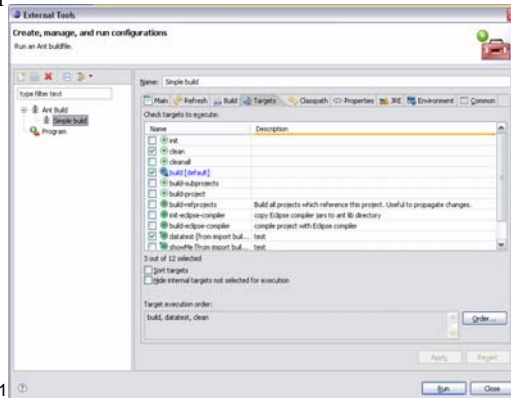 External Tools
Create, manage, and run configurations
Run an Ant buildfile.
type filter text
Ant Build
Simple build
Program
Name: Simple build
Main Refresh Build Targets Classpath Properties JRE Environment Common
Check targets to execute:
Name Description
init
clean
cleanall
build [default]
build-subprojects
build-project
build-refprojects Build all projects which reference this project. Useful to propagate changes.
init-eclipse-compiler copy Eclipse compiler jars to ant lib directory
build-eclipse-compiler compile project with Eclipse compiler
datatest [from import buil... test
showMe [from import buil... test
3 out of 12 selected
Sort targets
Hide internal targets not selected for execution
Target execution order:
build, datatest, clean
Order...
Apply Revert
Run Close
1